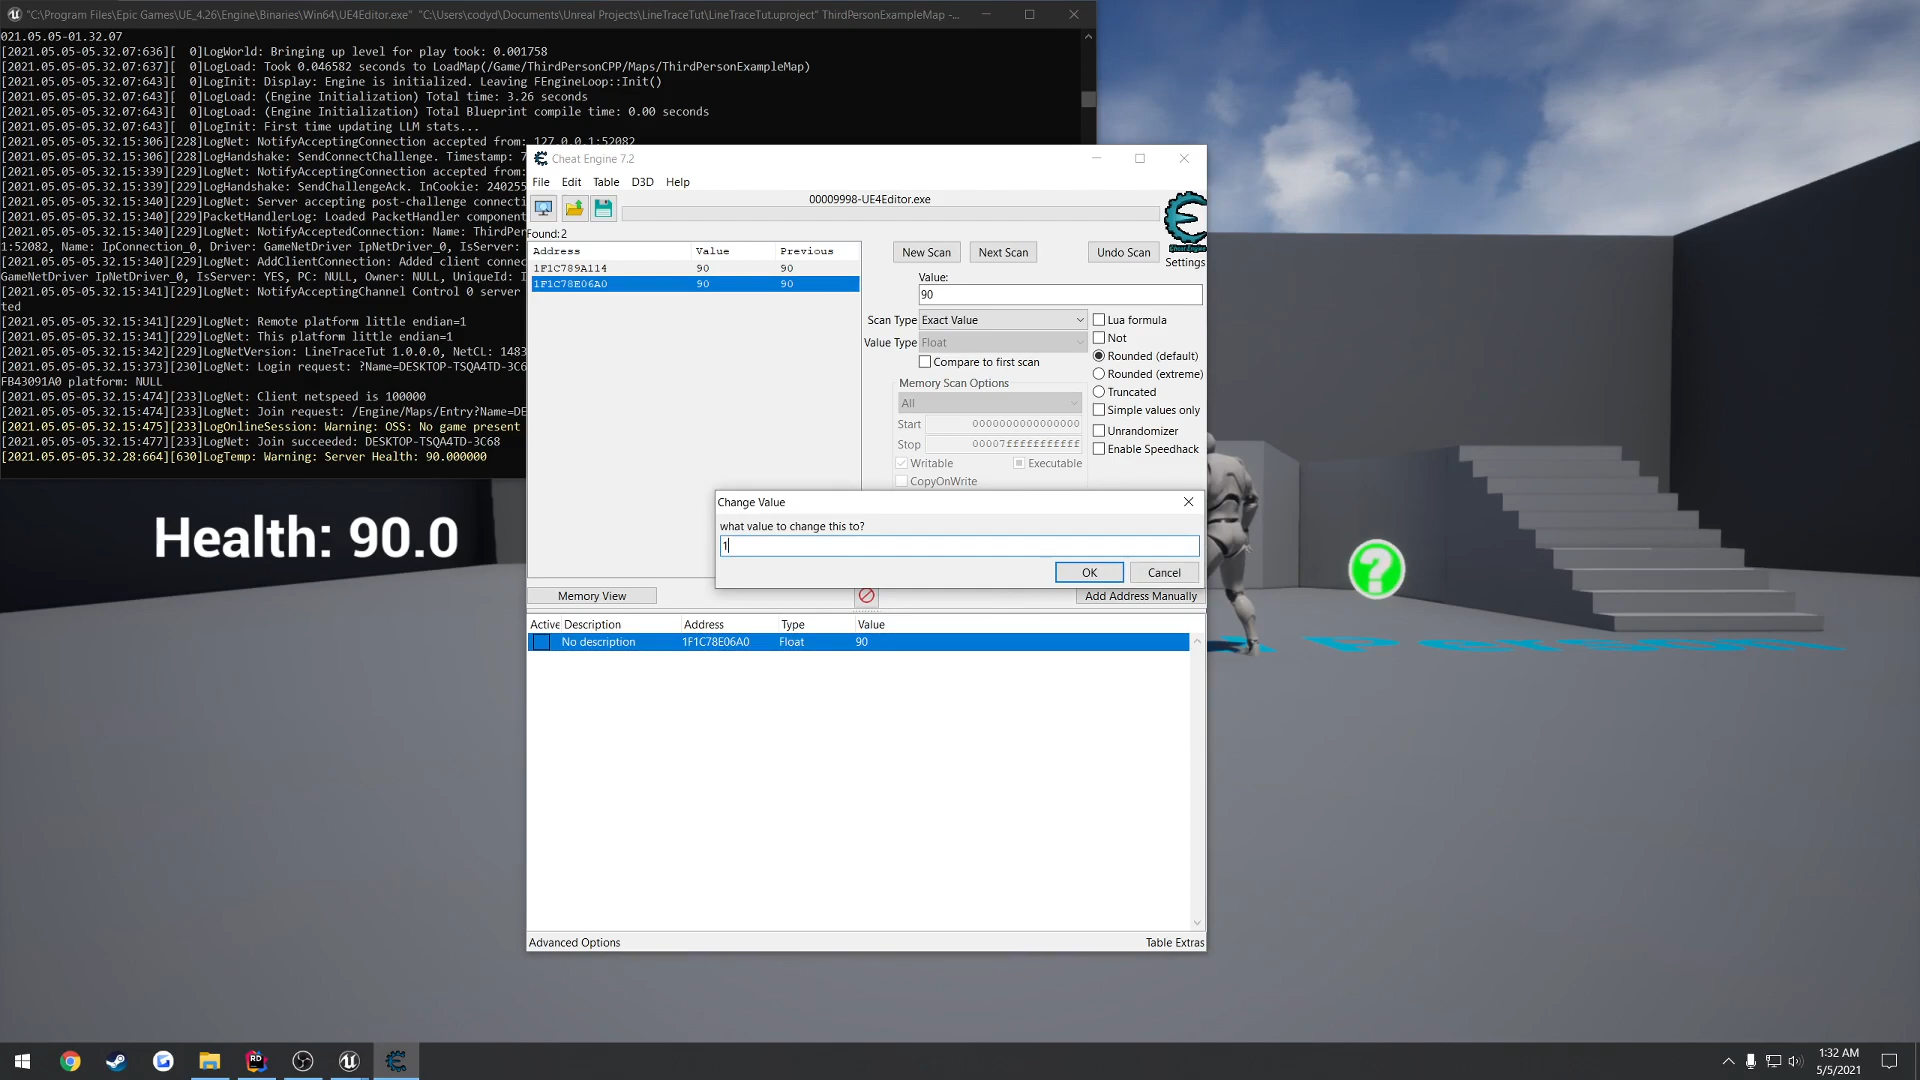 "C:\Program Files\Epic Games\UE_4.26\Engine\Binaries\Win64\UE4Editor.exe" "C:\Users\codyd\Documents\Unreal Projects\LineTraceTut\LineTraceTut.uproject" ThirdPersonExampleMap -...
021.05.05-01.32.07
[2021.05.05-05.32.07:636][  0]LogWorld: Bringing up level for play took: 0.001758
[2021.05.05-05.32.07:637][  0]LogLoad: Took 0.046582 seconds to LoadMap(/Game/ThirdPersonCPP/Maps/ThirdPersonExampleMap)
[2021.05.05-05.32.07:643][  0]LogInit: Display: Engine is initialized. Leaving FEngineLoop::Init()
[2021.05.05-05.32.07:643][  0]LogLoad: (Engine Initialization) Total time: 3.26 seconds
[2021.05.05-05.32.07:643][  0]LogLoad: (Engine Initialization) Total Blueprint compile time: 0.00 seconds
[2021.05.05-05.32.07:643][  0]LogInit: First time updating LLM stats...
[2021.05.05-05.32.15:306][228]LogNet: NotifyAcceptingConnection accepted from: 127.0.0.1:52082
[2021.05.05-05.32.15:306][228]LogHandshake: SendConnectChallenge. Timestamp: 7
[2021.05.05-05.32.15:339][229]LogNet: NotifyAcceptingConnection accepted from:
[2021.05.05-05.32.15:339][229]LogHandshake: SendChallengeAck. InCookie: 240255
[2021.05.05-05.32.15:340][229]LogNet: Server accepting post-challenge connecti
[2021.05.05-05.32.15:340][229]PacketHandlerLog: Loaded PacketHandler component
[2021.05.05-05.32.15:340][229]LogNet: NotifyAcceptedConnection: Name: ThirdPer
1:52082, Name: IpConnection_0, Driver: GameNetDriver IpNetDriver_0, IsServer:
[2021.05.05-05.32.15:340][229]LogNet: AddClientConnection: Added client connec
GameNetDriver IpNetDriver_0, IsServer: YES, PC: NULL, Owner: NULL, UniqueId: I
[2021.05.05-05.32.15:341][229]LogNet: NotifyAcceptingChannel Control 0 server
ted
[2021.05.05-05.32.15:341][229]LogNet: Remote platform little endian=1
[2021.05.05-05.32.15:341][229]LogNet: This platform little endian=1
[2021.05.05-05.32.15:342][229]LogNetVersion: LineTraceTut 1.0.0.0, NetCL: 1483
[2021.05.05-05.32.15:373][230]LogNet: Login request: ?Name=DESKTOP-TSQA4TD-3C6
FB43091A0 platform: NULL
[2021.05.05-05.32.15:474][233]LogNet: Client netspeed is 100000
[2021.05.05-05.32.15:474][233]LogNet: Join request: /Engine/Maps/Entry?Name=DE
[2021.05.05-05.32.15:475][233]LogOnlineSession: Warning: OSS: No game present
[2021.05.05-05.32.15:477][233]LogNet: Join succeeded: DESKTOP-TSQA4TD-3C68
[2021.05.05-05.32.28:664][630]LogTemp: Warning: Server Health: 90.000000
Health: 90.0
Cheat Engine 7.2
File Edit Table D3D Help
00009998-UE4Editor.exe
Found:2
Address Value Previous
1F1C789A114 90 90
1F1C78E06A0 90 90
New Scan Next Scan Undo Scan
Cheat Engine
Settings
Value:
90
Scan Type Exact Value
Value Type Float
Compare to first scan
Lua formula
Not
Rounded (default)
Rounded (extreme)
Truncated
Simple values only
Unrandomizer
Enable Speedhack
Memory Scan Options
All
Start 0000000000000000
Stop 00007fffffffffff
Writable Executable
CopyOnWrite
Change Value
what value to change this to?
1
OK Cancel
Memory View Add Address Manually
Active Description Address Type Value
No description 1F1C78E06A0 Float 90
Advanced Options Table Extras
?
RD
1:32 AM
5/5/2021